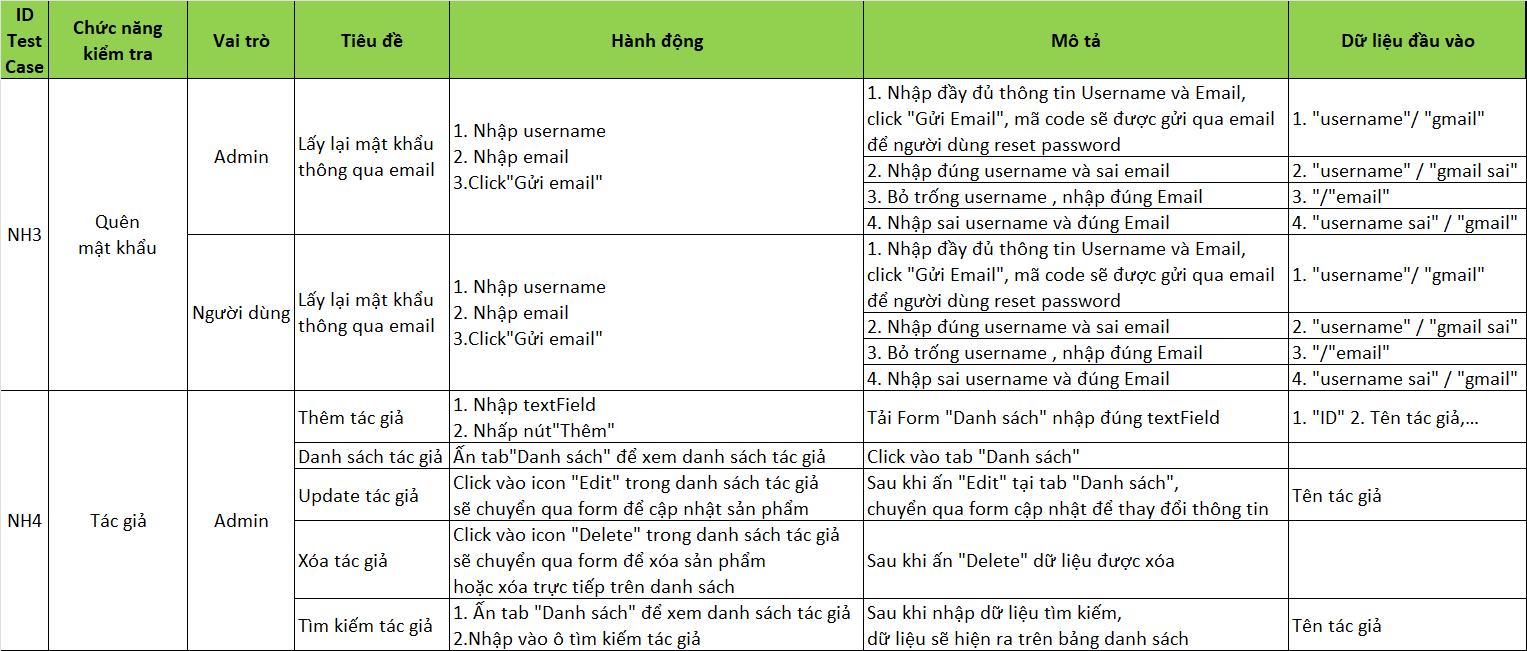 ID
Test
Case
Chức năng
kiểm tra
Vai trò
Tiêu đề
Hành động
Mô tả
Dữ liệu đầu vào
NH3
Quên
mật khẩu
Admin
Lấy lại mật khẩu
thông qua email
1. Nhập username
2. Nhập email
3.Click"Gửi email"
1. Nhập đầy đủ thông tin Username và Email,
click "Gửi Email", mã code sẽ được gửi qua email
để người dùng reset password
1. "username"/ "gmail"
2. Nhập đúng username và sai email
2. "username" / "gmail sai"
3. Bỏ trống username , nhập đúng Email
3. "/"email"
4. Nhập sai username và đúng Email
4. "username sai" / "gmail"
Người dùng
Lấy lại mật khẩu
thông qua email
1. Nhập username
2. Nhập email
3.Click"Gửi email"
1. Nhập đầy đủ thông tin Username và Email,
click "Gửi Email", mã code sẽ được gửi qua email
để người dùng reset password
1. "username"/ "gmail"
2. Nhập đúng username và sai email
2. "username" / "gmail sai"
3. Bỏ trống username , nhập đúng Email
3. "/"email"
4. Nhập sai username và đúng Email
4. "username sai" / "gmail"
NH4
Tác giả
Admin
Thêm tác giả
1. Nhập textField
2. Nhấp nút"Thêm"
Tải Form "Danh sách" nhập đúng textField
1. "ID" 2. Tên tác giả,...
Danh sách tác giả
Ấn tab"Danh sách" để xem danh sách tác giả
Click vào tab "Danh sách"
Update tác giả
Click vào icon "Edit" trong danh sách tác giả
sẽ chuyển qua form để cập nhật sản phẩm
Sau khi ấn "Edit" tại tab "Danh sách",
chuyển qua form cập nhật để thay đổi thông tin
Tên tác giả
Xóa tác giả
Click vào icon "Delete" trong danh sách tác giả
sẽ chuyển qua form để xóa sản phẩm
hoặc xóa trực tiếp trên danh sách
Sau khi ấn "Delete" dữ liệu được xóa
Tìm kiếm tác giả
1. Ấn tab "Danh sách" để xem danh sách tác giả
2.Nhập vào ô tìm kiếm tác giả
Sau khi nhập dữ liệu tìm kiếm,
dữ liệu sẽ hiện ra trên bảng danh sách
Tên tác giả